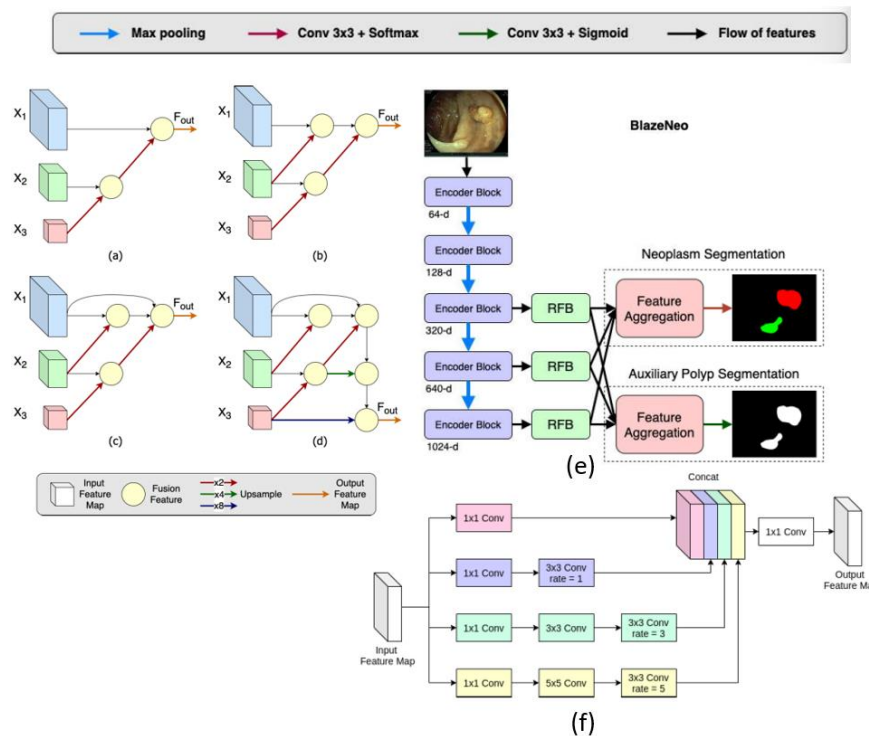 Max pooling
Conv 3x3 + Softmax
Conv 3x3 + Sigmoid
Flow of features
X1
X2
X3
Fout
(a)
X1
X2
X3
Fout
(b)
X1
X2
X3
Fout
(c)
X1
X2
X3
Fout
(d)
Input
Feature
Map
Fusion
Feature
x2
x4
x8
Upsample
Output
Feature
Map
BlazeNeo
Encoder Block
64-d
Encoder Block
128-d
Encoder Block
320-d
Encoder Block
640-d
Encoder Block
1024-d
RFB
RFB
RFB
Neoplasm Segmentation
Feature
Aggregation
Auxiliary Polyp Segmentation
Feature
Aggregation
(e)
Input
Feature Map
1x1 Conv
1x1 Conv
3x3 Conv
rate = 1
1x1 Conv
3x3 Conv
3x3 Conv
rate = 3
1x1 Conv
5x5 Conv
3x3 Conv
rate = 5
Concat
1x1 Conv
Output
Feature Ma
(f)